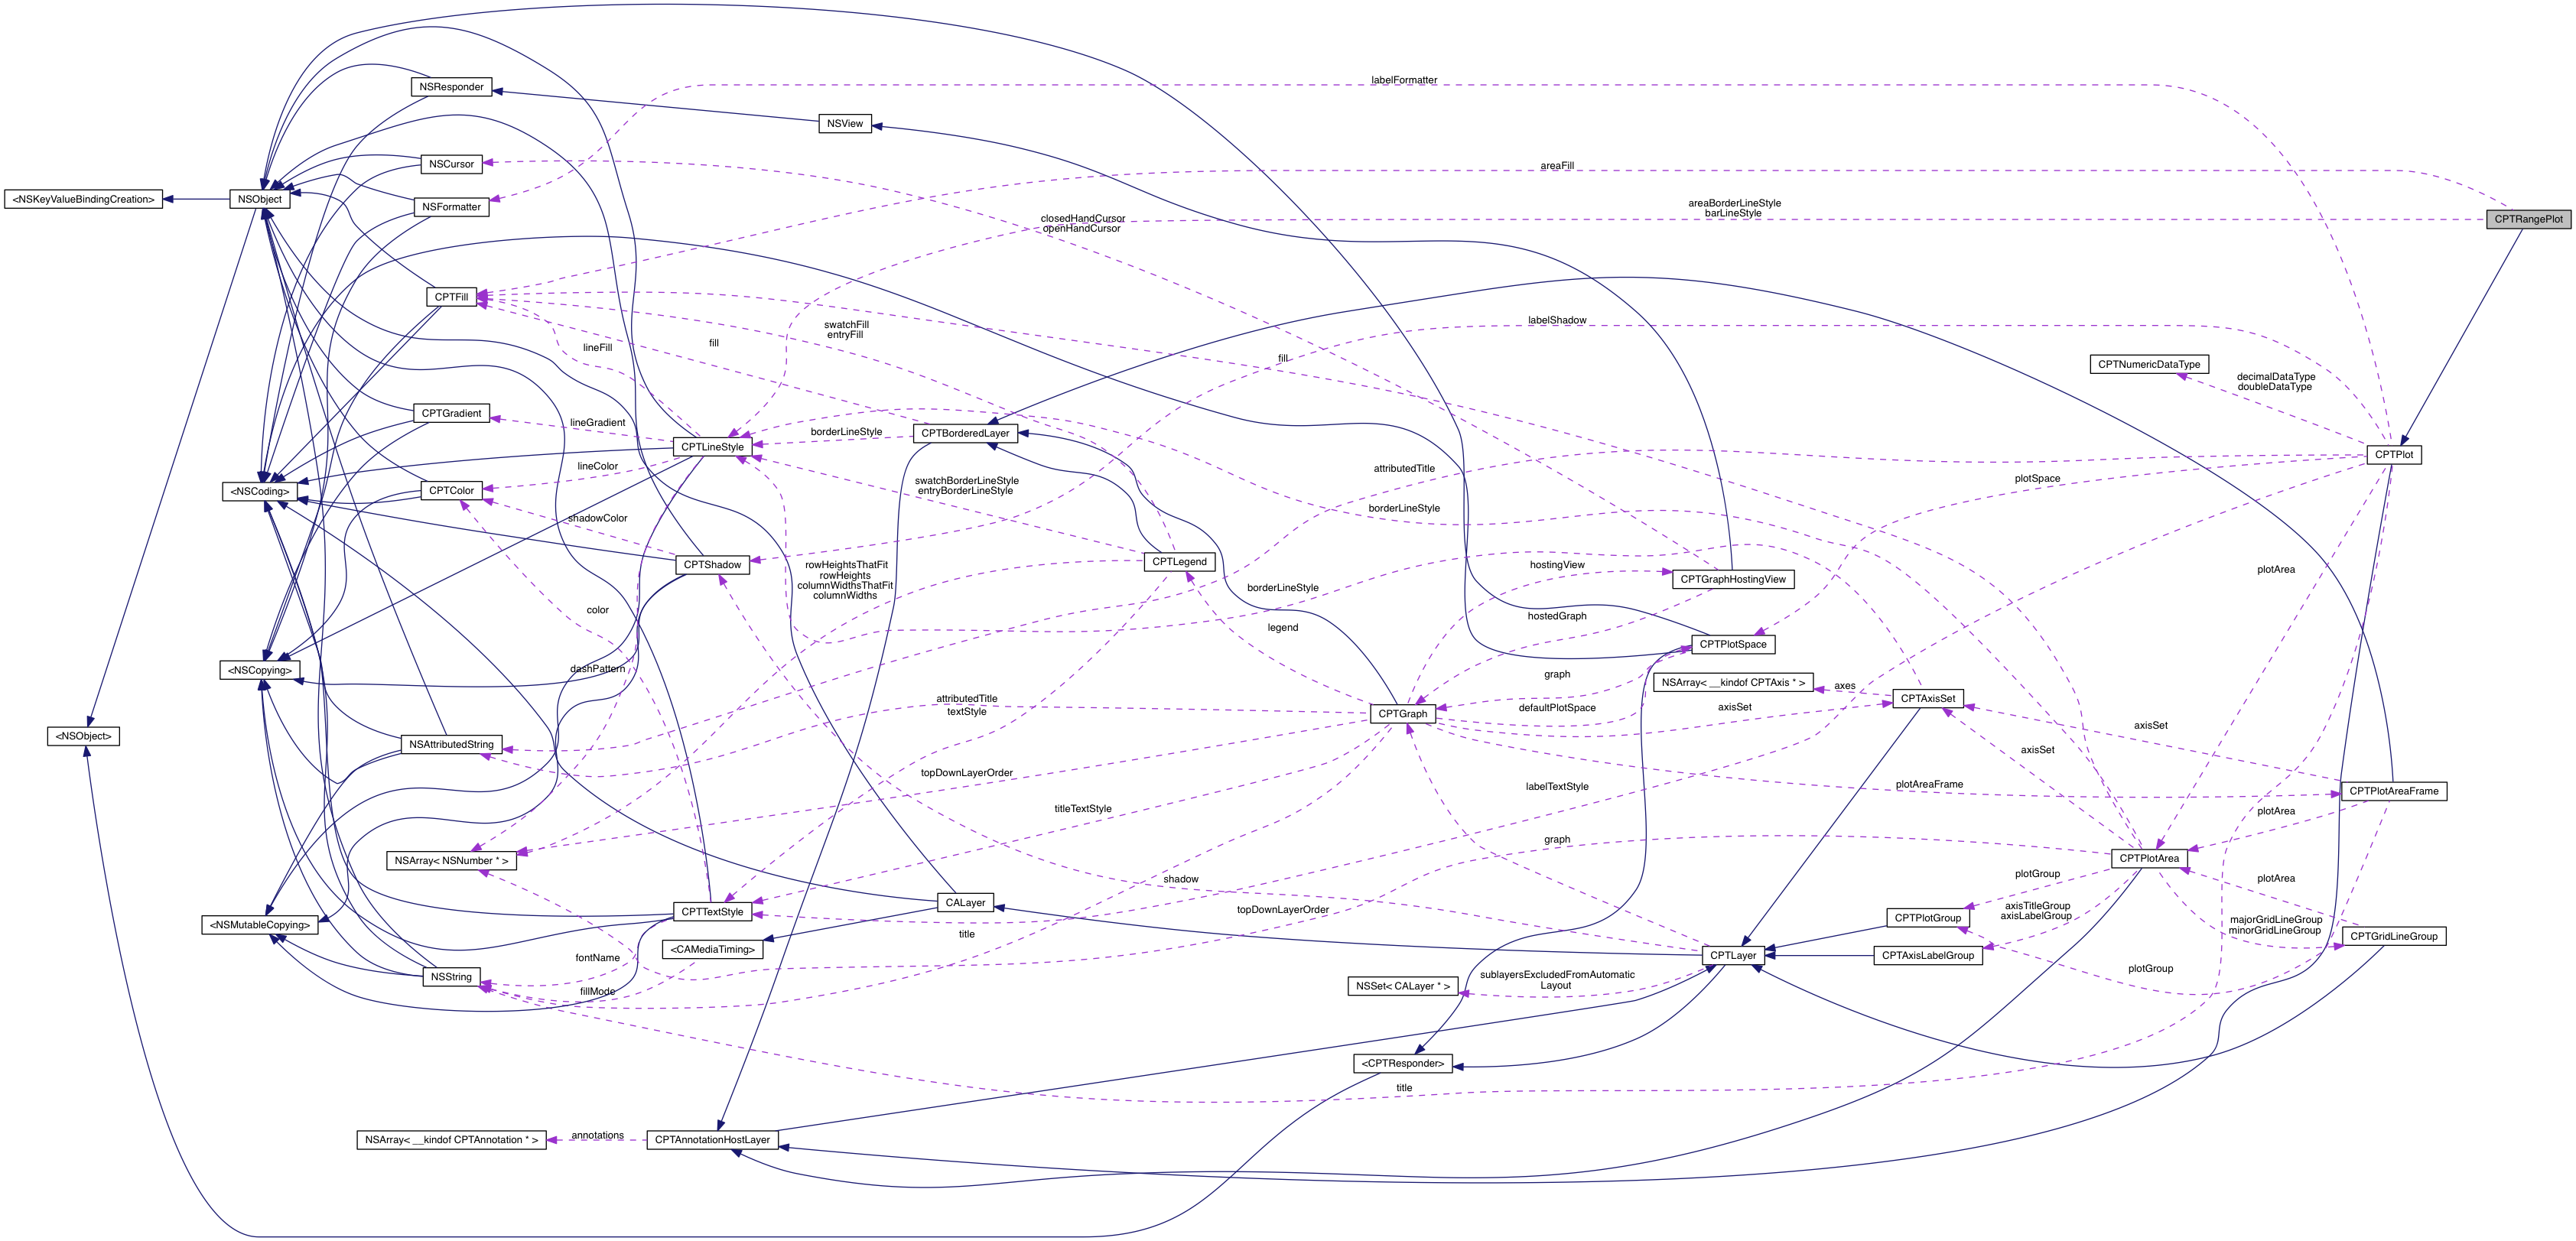 labelFormatter
NSResponder
NSView
NSCursor
areaFill
<NSKeyValueBindingCreation>
NSObject
NSFormatter
areaBorderLineStyle
barLineStyle
CPTRangePlot
closedHandCursor
openHandCursor
CPTFill
swatchFill
entryFill
labelShadow
fill
lineFill
fill
CPTNumericDataType
decimalDataType
doubleDataType
CPTGradient
lineGradient
borderLineStyle
CPTBorderedLayer
CPTLineStyle
CPTPlot
lineColor
attributedTitle
plotSpace
<NSCoding>
CPTColor
swatchBorderLineStyle
entryBorderLineStyle
borderLineStyle
shadowColor
CPTShadow
CPTLegend
rowHeightsThatFit
rowHeights
columnWidthsThatFit
columnWidths
hostingView
CPTGraphHostingView
plotArea
borderLineStyle
color
legend
hostedGraph
CPTPlotSpace
<NSCopying>
dashPattern
graph
NSArray< __kindof CPTAxis * >
axes
CPTAxisSet
attributedTitle
textStyle
CPTGraph
defaultPlotSpace
axisSet
axisSet
<NSObject>
NSAttributedString
axisSet
topDownLayerOrder
labelTextStyle
plotAreaFrame
CPTPlotAreaFrame
titleTextStyle
plotArea
graph
NSArray< NSNumber * >
CPTPlotArea
shadow
plotGroup
plotArea
CALayer
<NSMutableCopying>
CPTTextStyle
topDownLayerOrder
CPTPlotGroup
axisTitleGroup
axisLabelGroup
majorGridLineGroup
minorGridLineGroup
title
CPTGridLineGroup
<CAMediaTiming>
fontName
CPTLayer
CPTAxisLabelGroup
NSString
sublayersExcludedFromAutomatic
Layout
plotGroup
NSSet< CALayer * >
fillMode
<CPTResponder>
title
NSArray< __kindof CPTAnnotation * >
annotations
CPTAnnotationHostLayer